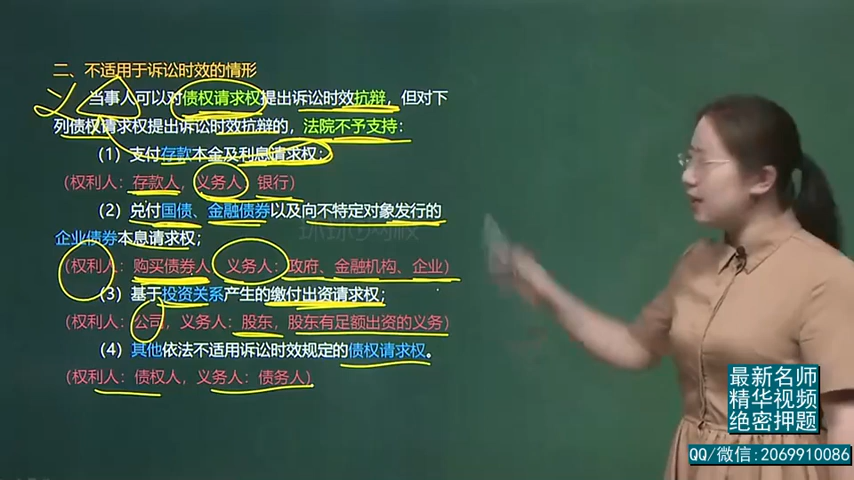 二、不适用于诉讼时效的情形
当事人可以对债权请求权提出诉讼时效抗辩，但对下
列债权请求权提出诉讼时效抗辩的，法院不予支持：
（1）支付存款本金及利息请求权；
（权利人：存款人，义务人：银行）
（2）兑付国债、金融债券以及向不特定对象发行的
企业债券本息请求权；
（权利人：购买债券人，义务人：政府、金融机构、企业）
（3）基于投资关系产生的缴付出资请求权；
（权利人：公司，义务人：股东，股东有足额出资的义务）
（4）其他依法不适用诉讼时效规定的债权请求权。
（权利人：债权人，义务人：债务人）
最新名师
精华视频
绝密押题
QQ/微信:2069910086